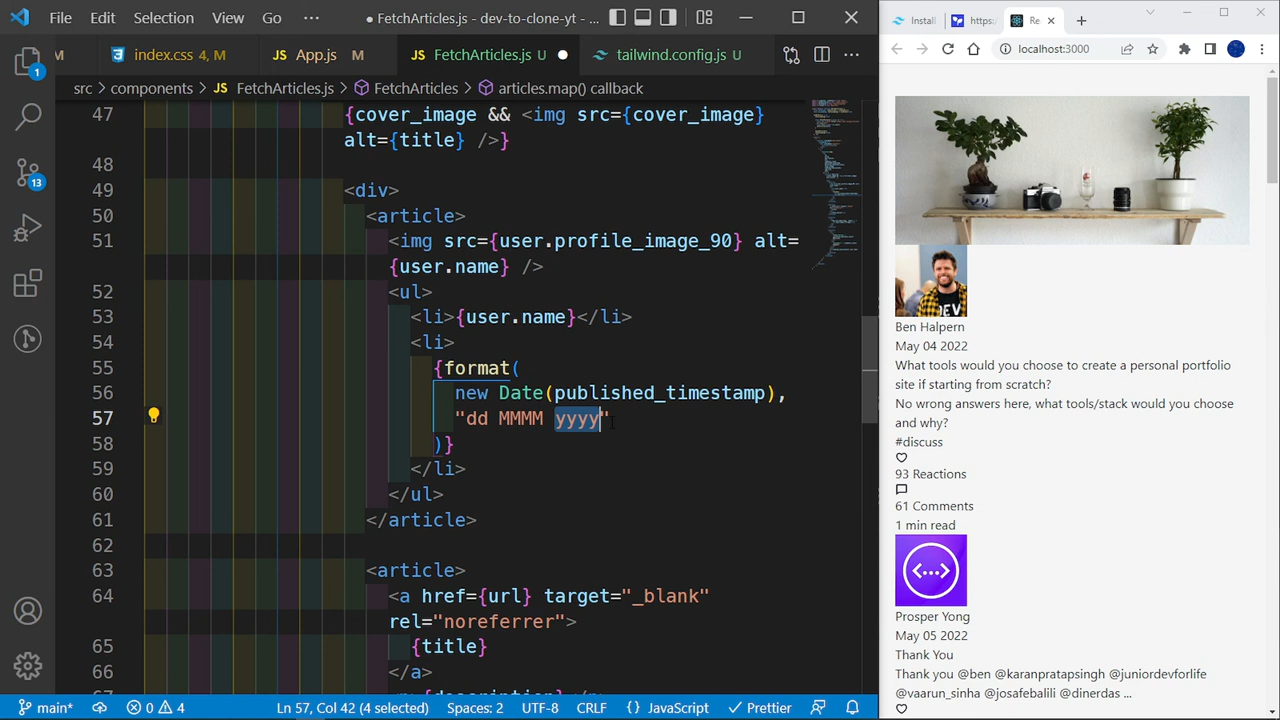 File Edit Selection View Go ··· ● FetchArticles.js - dev-to-clone-yt - ...
M index.css 4, M JS App.js M JS FetchArticles.js U ● tailwind.config.js U ···
src > components > JS FetchArticles.js > FetchArticles > articles.map() callback
47 {cover_image && <img src={cover_image}
alt={title} />}
48
49 <div>
50 <article>
51 <img src={user.profile_image_90} alt=
{user.name} />
52 <ul>
53 <li>{user.name}</li>
54 <li>
55 {format(
56 new Date(published_timestamp),
57 "dd MMMM yyyy"
58 )}
59 </li>
60 </ul>
61 </article>
62
63 <article>
64 <a href={url} target="_blank"
rel="noreferrer">
65 {title}
66 </a>
1
13
main* 0 4 Ln 57, Col 42 (4 selected) Spaces: 2 UTF-8 CRLF {} JavaScript Prettier
Install https: Re
localhost:3000
Ben Halpern
May 04 2022
What tools would you choose to create a personal portfolio
site if starting from scratch?
No wrong answers here, what tools/stack would you choose
and why?
#discuss
93 Reactions
61 Comments
1 min read
Prosper Yong
May 05 2022
Thank You
Thank you @ben @karanpratapsingh @juniordevforlife
@vaarun_sinha @josafebalili @dinerdas ...